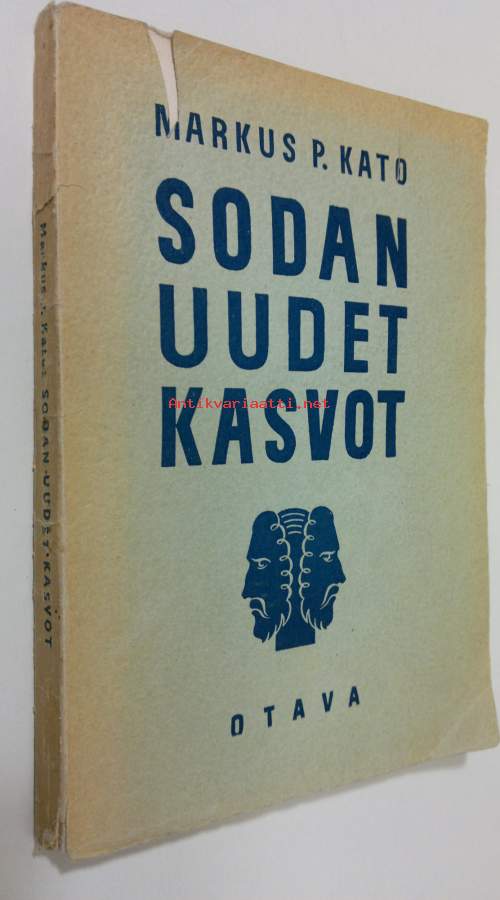 MARKUS P. KATO
SODAN
UUDET
KASVOT
Antikvariaatti.net
OTAVA
Markus P. Kato: SODAN UUDET KASVOT